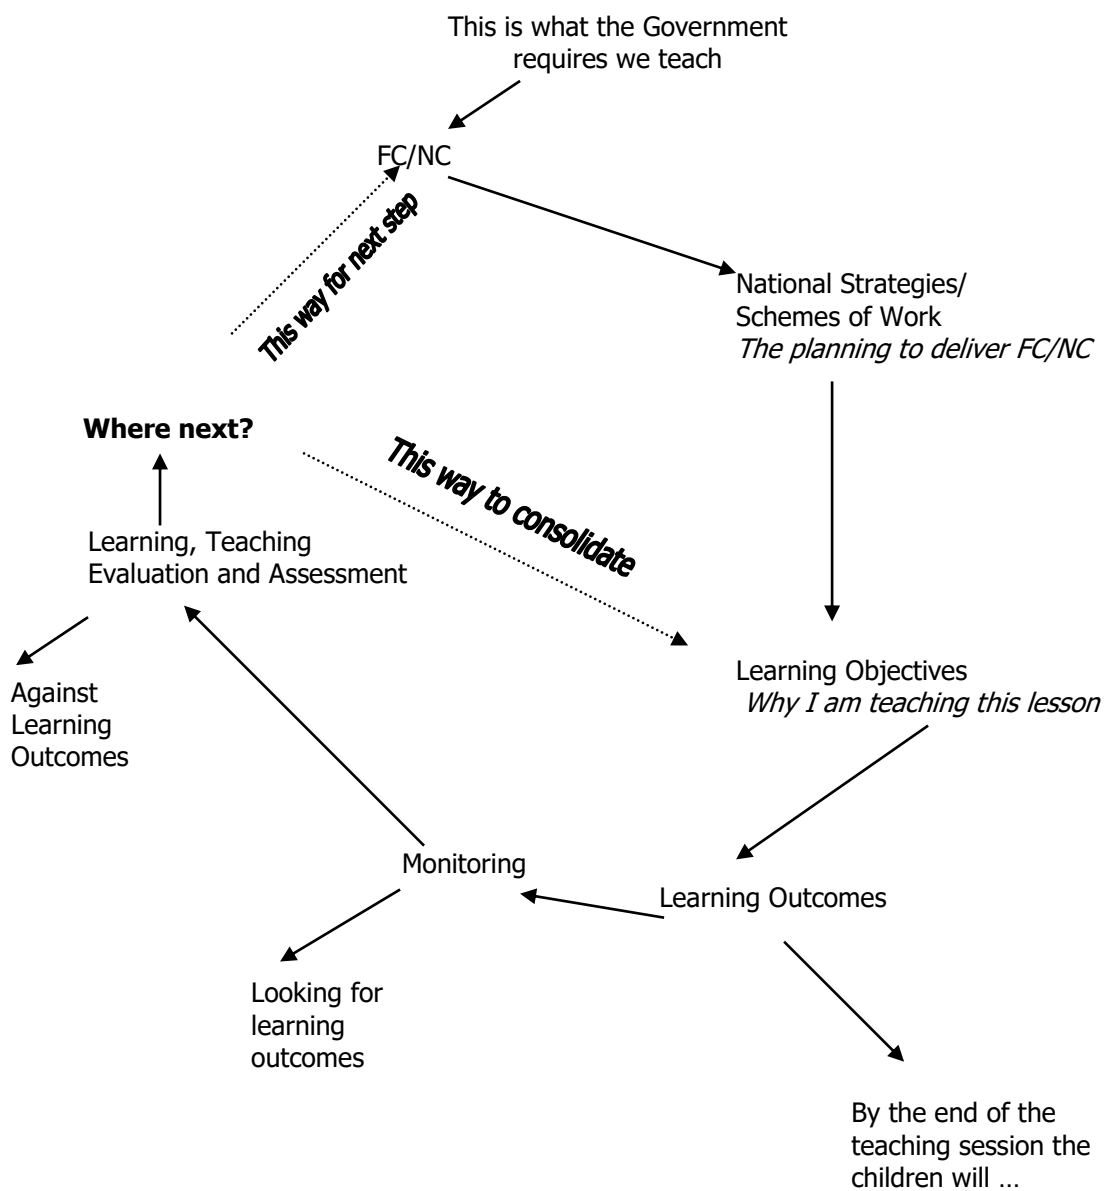 This is what the Government
requires we teach
FC/NC
This way for next step
National Strategies/
Schemes of Work
The planning to deliver FC/NC
Where next?
This way to consolidate
Learning, Teaching
Evaluation and Assessment
Learning Objectives
Why I am teaching this lesson
Against
Learning
Outcomes
Monitoring
Learning Outcomes
Looking for
learning
outcomes
By the end of the
teaching session the
children will ...